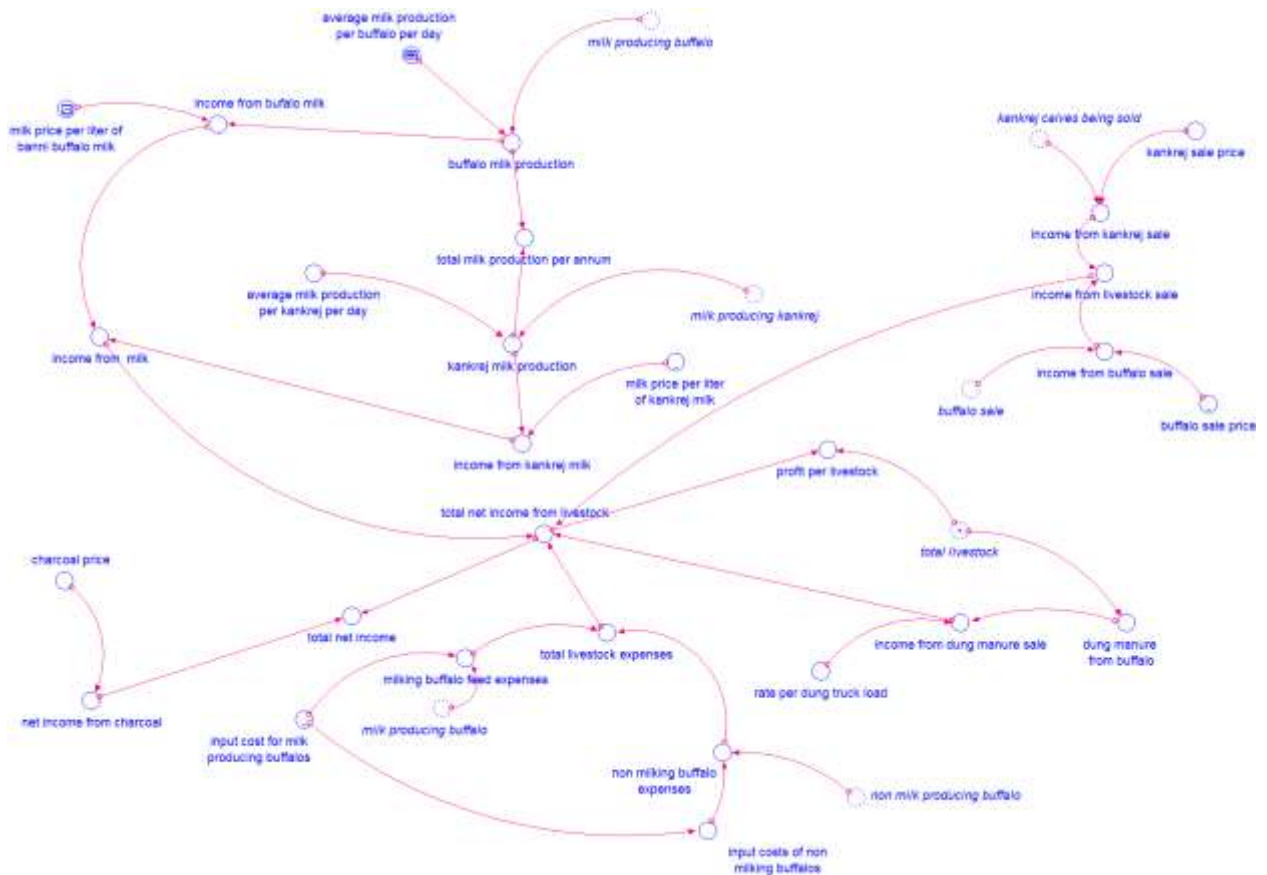 average milk production
per buffalo per day
milk producing buffalo
income from bufalo milk
milk price per liter of
banni buffalo milk
buffalo milk production
kankrej calves being sold
kankrej sale price
income from kankrej sale
total milk production per annum
income from livestock sale
average milk production
per kankrej per day
milk producing kankrej
income from milk
kankrej milk production
milk price per liter
of kankrej milk
income from buffalo sale
buffalo sale
buffalo sale price
income from kankrej milk
profit per livestock
total net income from livestock
total livestock
charcoal price
total net income
total livestock expenses
income from dung manure sale
dung manure
from buffalo
milking buffalo feed expenses
rate per dung truck load
net income from charcoal
milk producing buffalo
input cost for milk
producing buffalos
non milking buffalo
expenses
non milk producing buffalo
input costs of non
milking buffalos